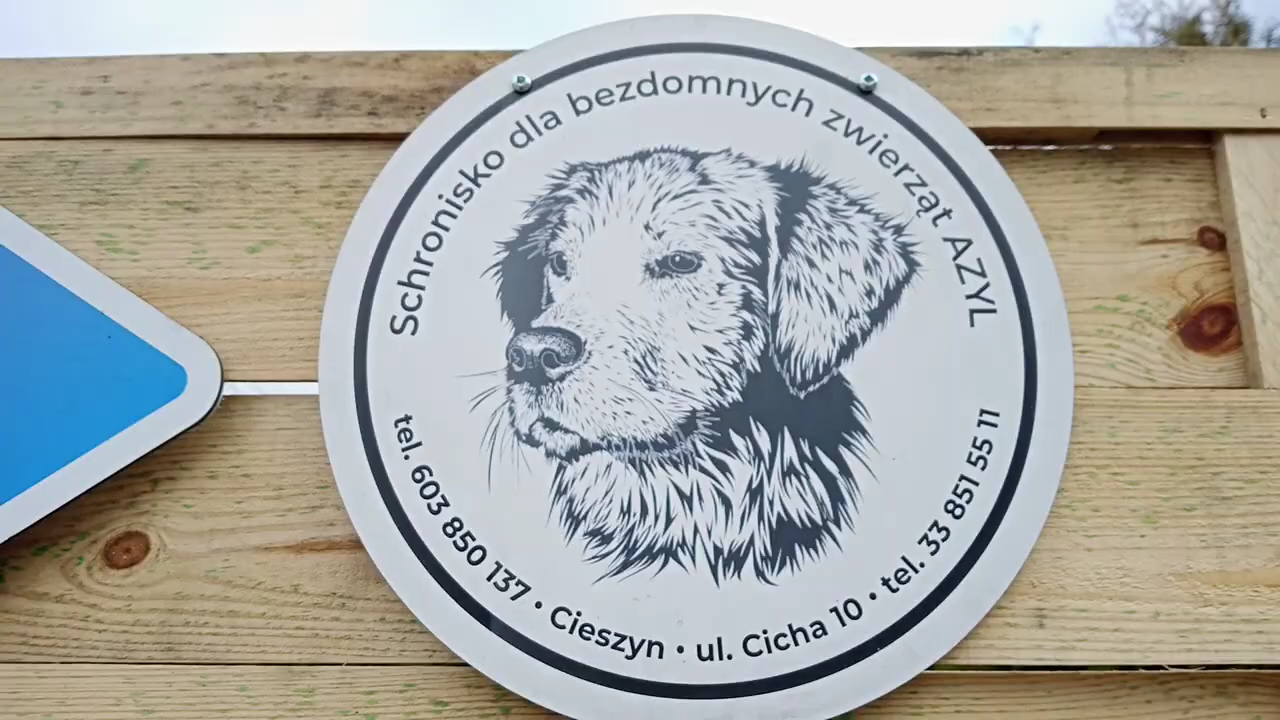 Schronisko dla bezdomnych zwierząt AZYL
tel. 603 850 137 • Cieszyn • ul. Cicha 10 • tel. 33 851 55 11